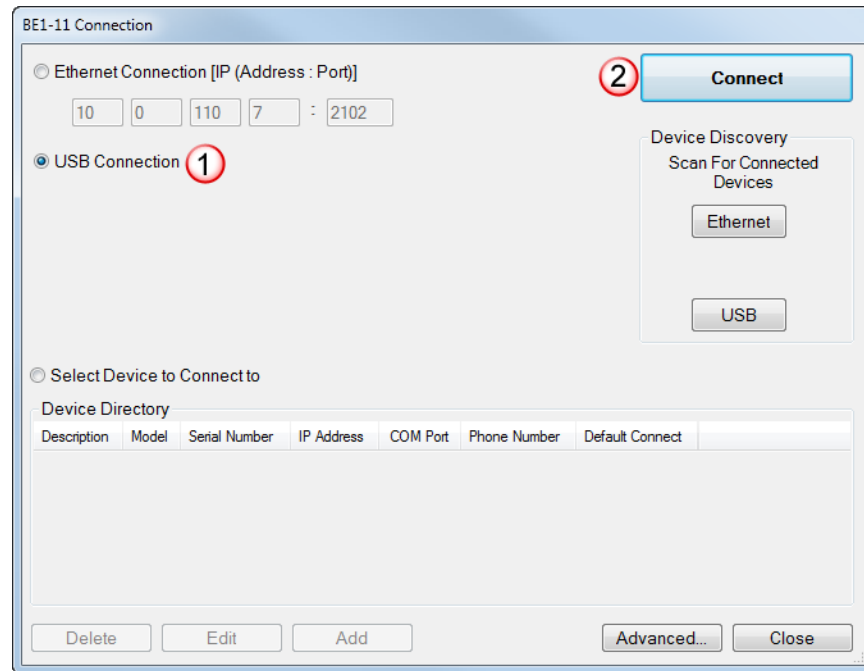 BE1-11 Connection
Ethernet Connection [IP (Address : Port)]
10 0 110 7 : 2102
2 Connect
USB Connection 1
Device Discovery
Scan For Connected
Devices
Ethernet
USB
Select Device to Connect to
Device Directory
Description Model Serial Number IP Address COM Port Phone Number Default Connect
Delete Edit Add Advanced... Close